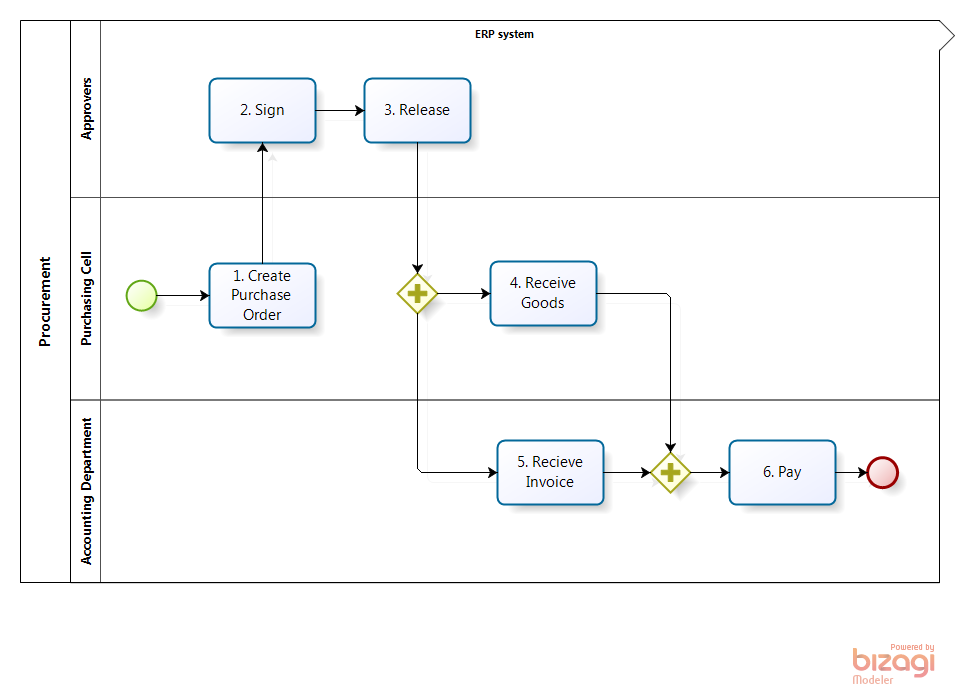 ERP system
Procurement
Approvers
2. Sign
3. Release
Purchasing Cell
1. Create
Purchase
Order
4. Receive
Goods
Accounting Department
5. Recieve
Invoice
6. Pay
Powered by
bizagi
Modeler